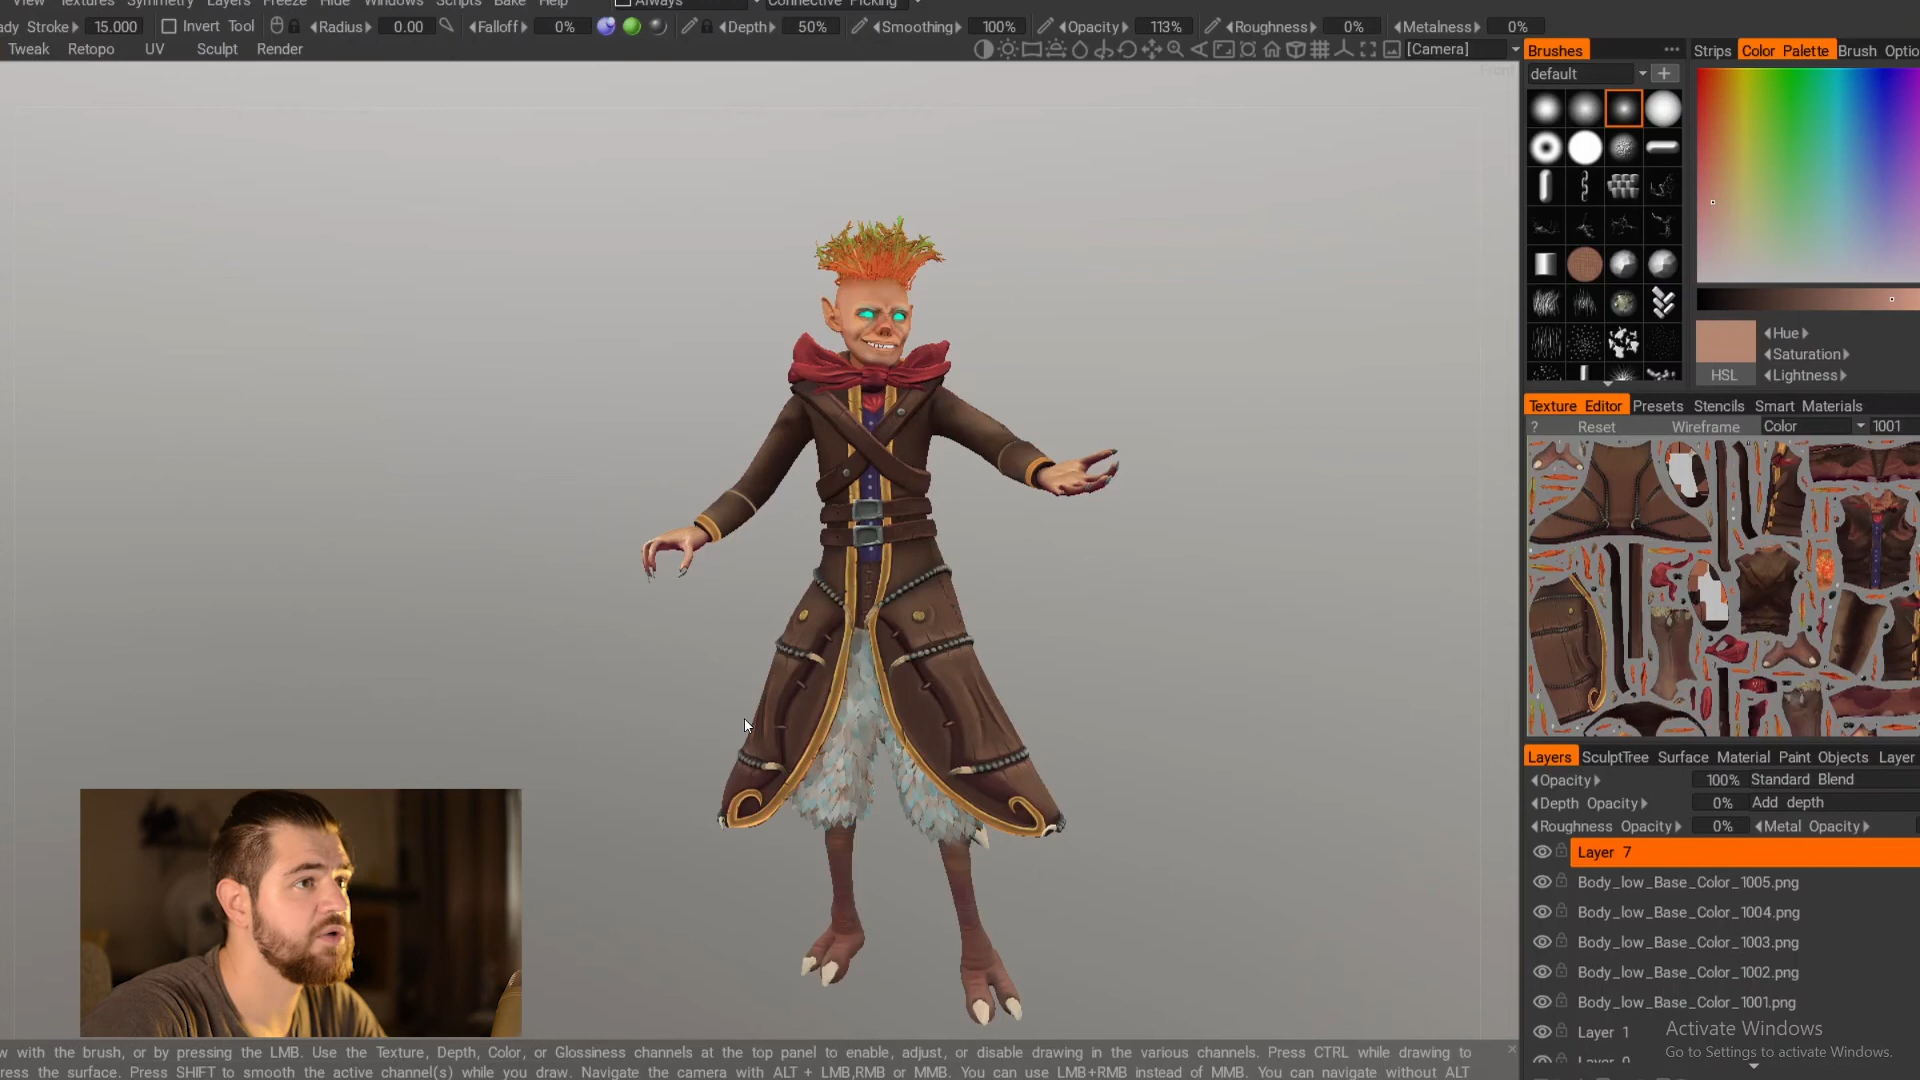 View Textures Symmetry Layers Freeze Hide Windows Scripts Bake Help Always Connective Picking
ady Stroke 15.000 Invert Tool Radius 0.00 Falloff 0% Depth 50% Smoothing 100% Opacity 113% Roughness 0% Metalness 0%
Tweak Retopo UV Sculpt Render [Camera]
Brushes ••• Strips Color Palette Brush Optio
Front
default +
Hue
Saturation
HSL Lightness
Texture Editor Presets Stencils Smart Materials
? Reset Wireframe Color 1001
Layers SculptTree Surface Material Paint Objects Layer
Opacity 100% Standard Blend
Depth Opacity 0% Add depth
Roughness Opacity 0% Metal Opacity
Layer 7
Body_low_Base_Color_1005.png
Body_low_Base_Color_1004.png
Body_low_Base_Color_1003.png
Body_low_Base_Color_1002.png
Body_low_Base_Color_1001.png
Layer 1
Layer 0
Activate Windows
Go to Settings to activate Windows.
w with the brush, or by pressing the LMB. Use the Texture, Depth, Color, or Glossiness channels at the top panel to enable, adjust, or disable drawing in the various channels. Press CTRL while drawing to
ress the surface. Press SHIFT to smooth the active channel(s) while you draw. Navigate the camera with ALT + LMB,RMB or MMB. You can use LMB+RMB instead of MMB. You can navigate without ALT